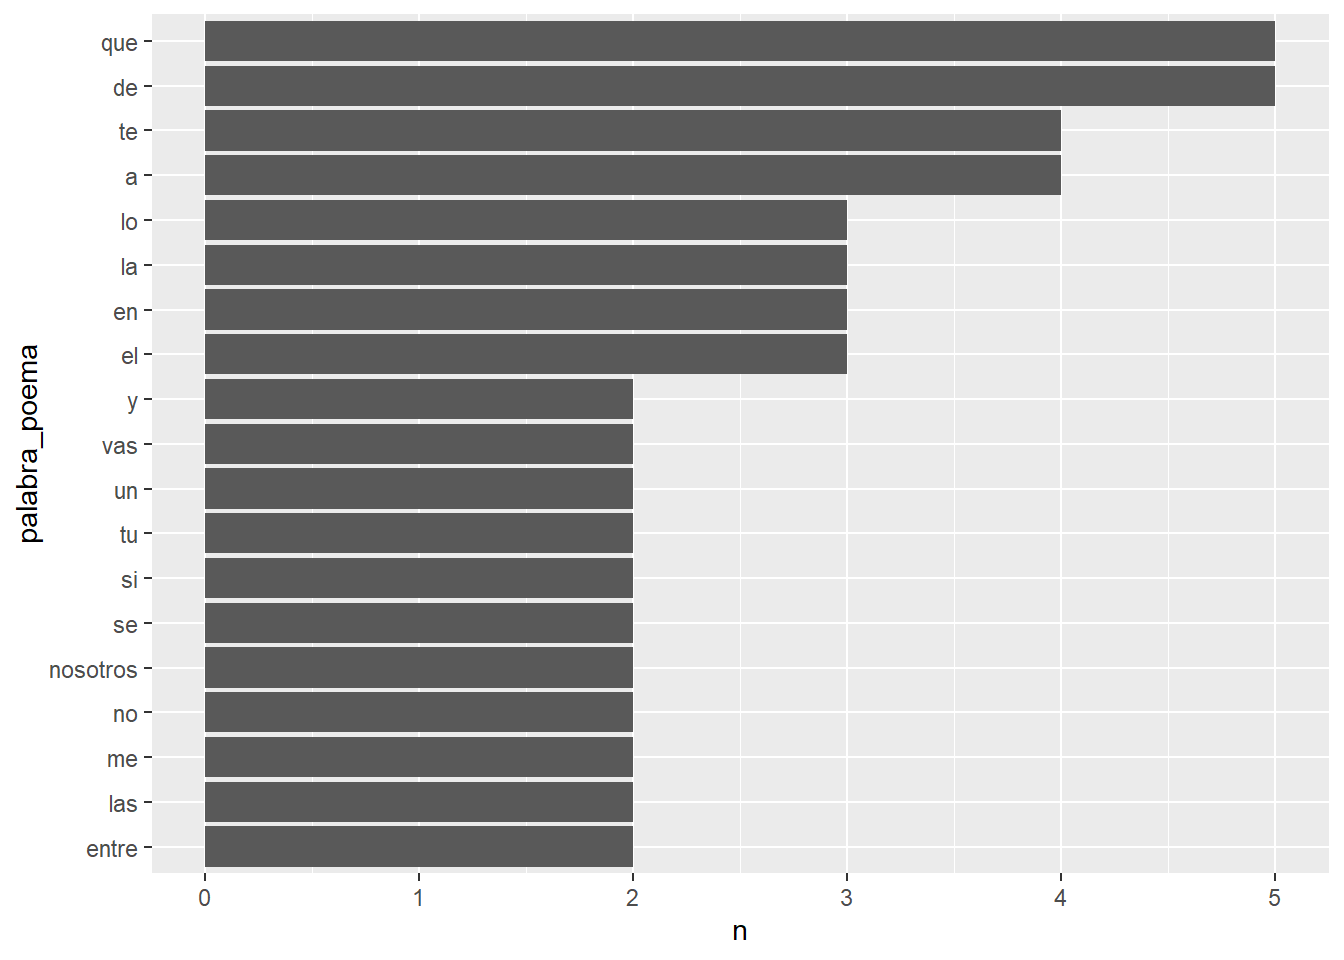 que
de
te
a
lo
la
en
el
y
vas
un
tu
si
se
nosotros
no
me
las
entre
palabra_poema
0 1 2 3 4 5
n